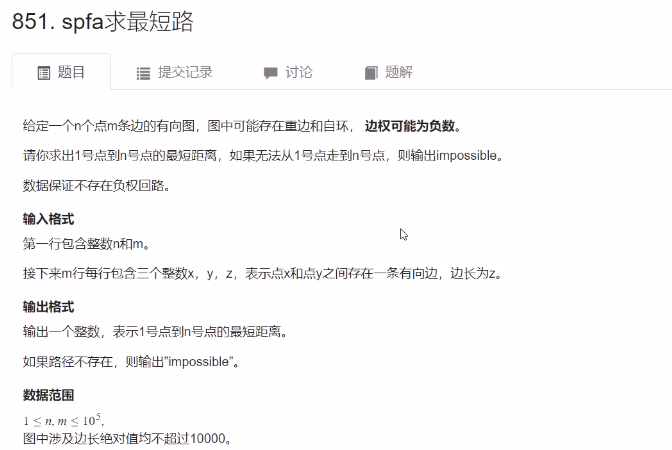 851. spfa求最短路
题目 提交记录 讨论 题解
给定一个n个点m条边的有向图，图中可能存在重边和自环， 边权可能为负数。
请你求出1号点到n号点的最短距离，如果无法从1号点走到n号点，则输出impossible。
数据保证不存在负权回路。
输入格式
第一行包含整数n和m。
接下来m行每行包含三个整数x，y，z，表示点x和点y之间存在一条有向边，边长为z。
输出格式
输出一个整数，表示1号点到n号点的最短距离。
如果路径不存在，则输出"impossible"。
数据范围
1 ≤ n, m ≤ 10⁵,
图中涉及边长绝对值均不超过10000。